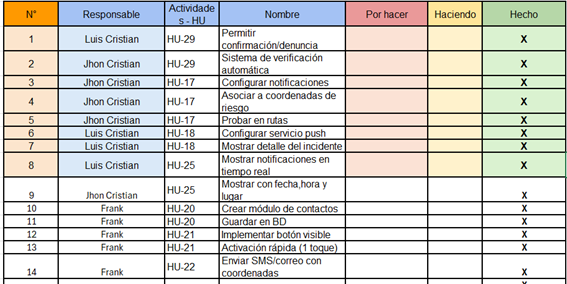 N° Responsable Actividades - HU Nombre Por hacer Haciendo Hecho
1 Luis Cristian HU-29 Permitir confirmación/denuncia X
2 Jhon Cristian HU-29 Sistema de verificación automática X
3 Jhon Cristian HU-17 Configurar notificaciones X
4 Jhon Cristian HU-17 Asociar a coordenadas de riesgo X
5 Jhon Cristian HU-17 Probar en rutas X
6 Luis Cristian HU-18 Configurar servicio push X
7 Luis Cristian HU-18 Mostrar detalle del incidente X
8 Luis Cristian HU-25 Mostrar notificaciones en tiempo real X
9 Jhon Cristian HU-25 Mostrar con fecha,hora y lugar X
10 Frank HU-20 Crear módulo de contactos X
11 Frank HU-20 Guardar en BD X
12 Frank HU-21 Implementar botón visible X
13 Frank HU-21 Activación rápida (1 toque) X
14 Frank HU-22 Enviar SMS/correo con coordenadas X